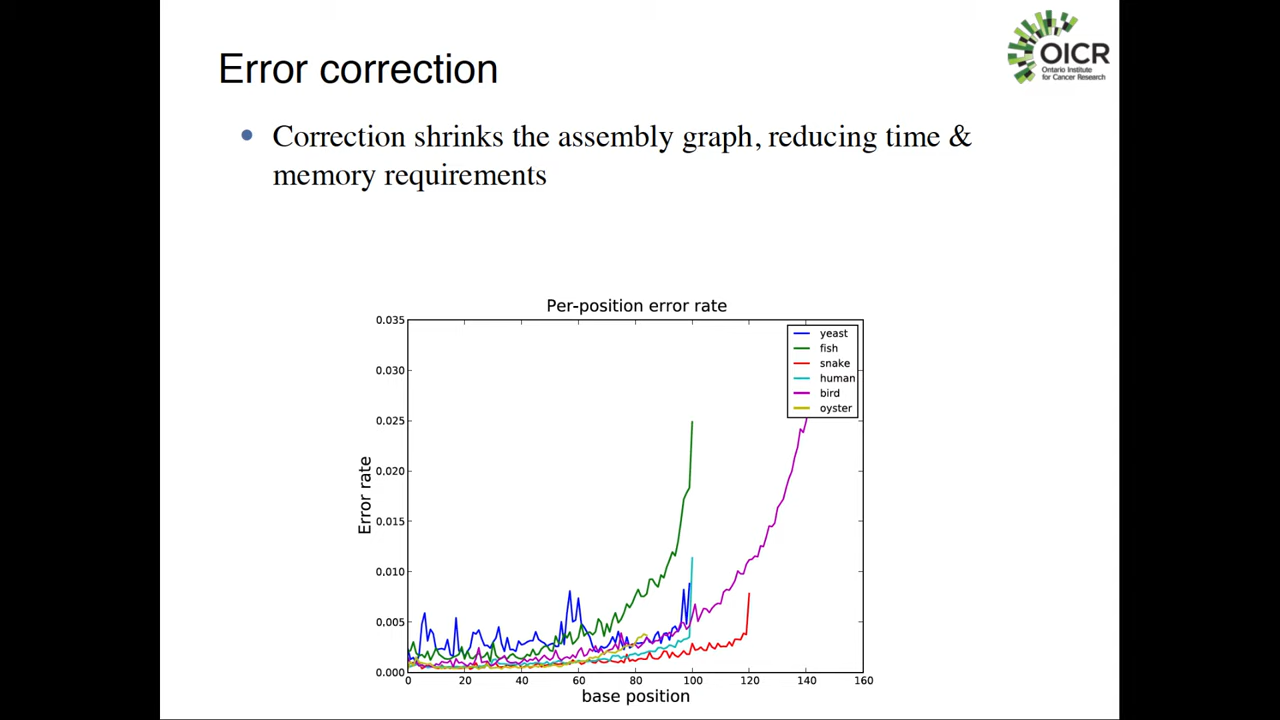 OICR
Ontario Institute
for Cancer Research
Error correction
• Correction shrinks the assembly graph, reducing time &
memory requirements
Per-position error rate
0.035
0.030
0.025
0.020
0.015
0.010
0.005
0.000
Error rate
yeast
fish
snake
human
bird
oyster
0 20 40 60 80 100 120 140 160
base position